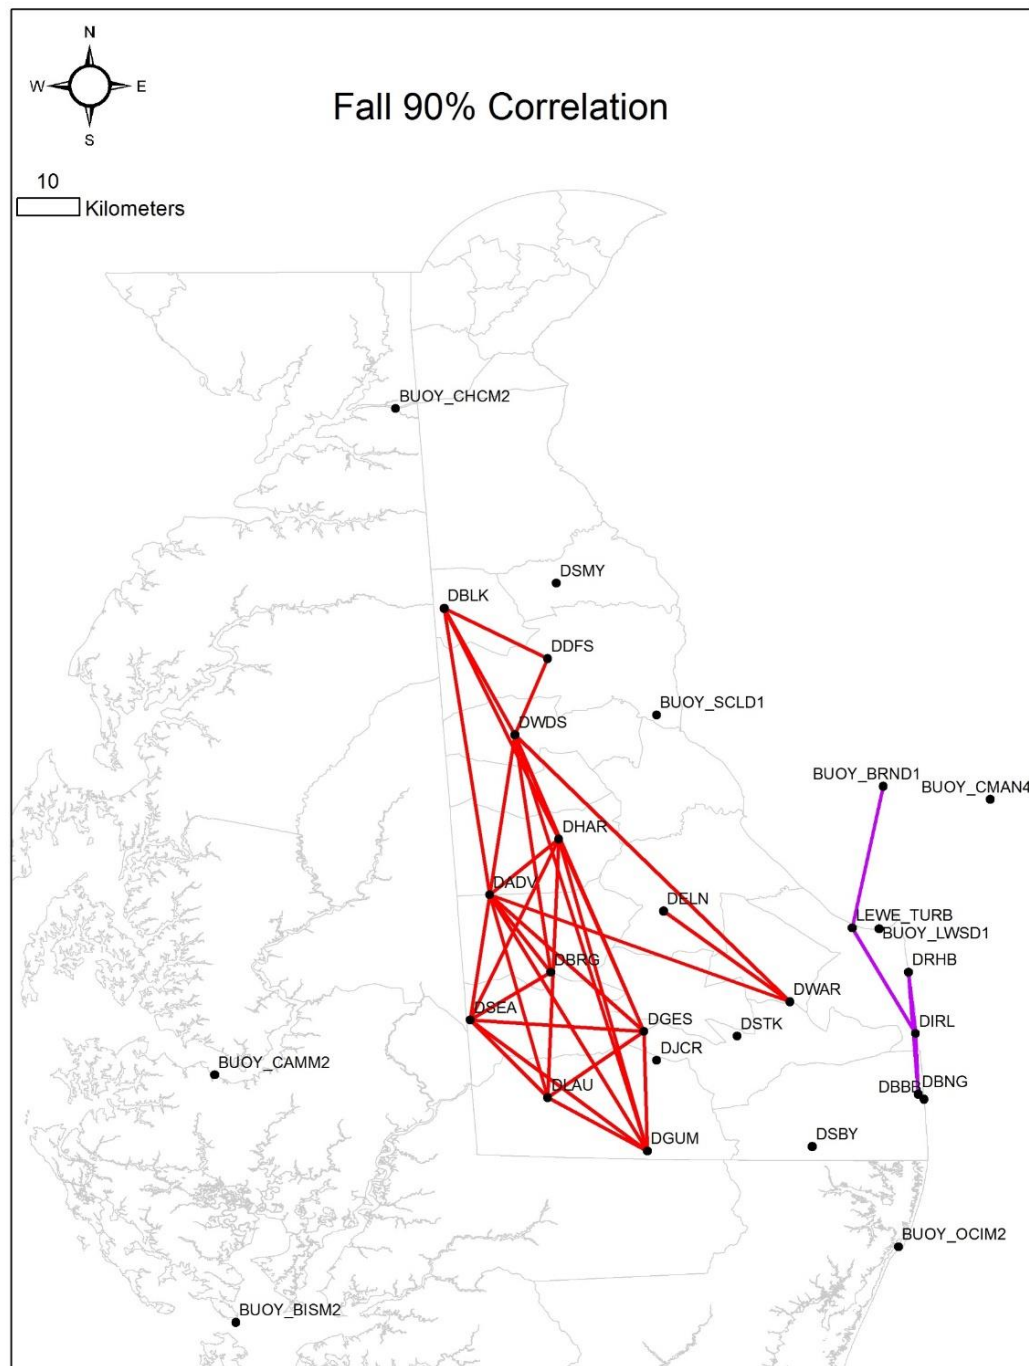 N
W E
S
Fall 90% Correlation
10
Kilometers
BUOY_CHCM2
DSMY
DBLK
DDFS
BUOY_SCLD1
DWDS
BUOY_BRND1
BUOY_CMAN4
DHAR
DADV
DELN
LEWE_TURB
BUOY_LWSD1
DBRG
DRHB
DWAR
DSEA
DGES
DSTK
DIRL
DJCR
BUOY_CAMM2
DLAU
DBBB
DBNG
DGUM
DSBY
BUOY_OCIM2
BUOY_BISM2